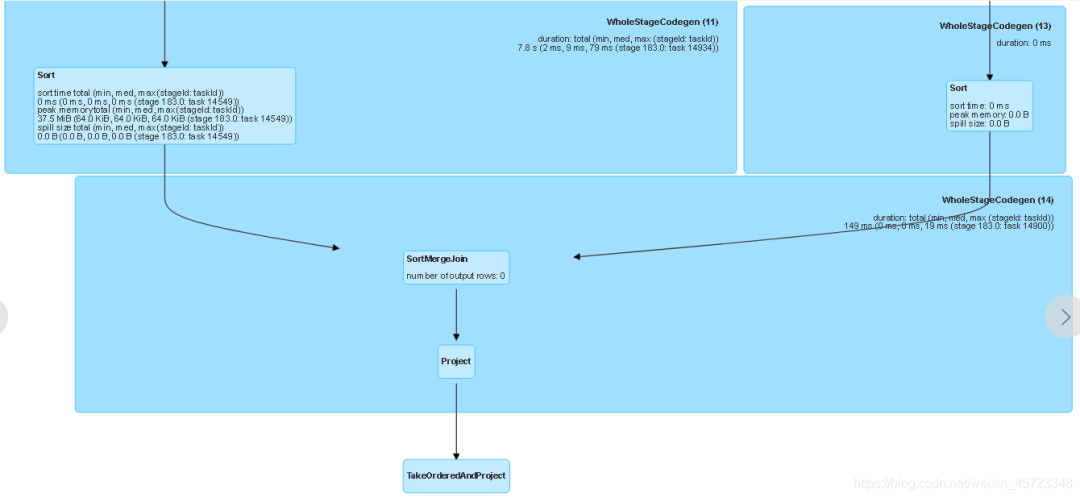 WholeStageCodegen (11)
duration: total (min, med, max (stageId: taskId))
7.8 s (2 ms, 9 ms, 79 ms (stage 183.0: task 14934))
Sort
sort time total (min, med, max (stageId: taskId))
0 ms (0 ms, 0 ms, 0 ms (stage 183.0: task 14549))
peak memory total (min, med, max (stageId: taskId))
37.5 MiB (64.0 KiB, 64.0 KiB, 64.0 KiB (stage 183.0: task 14549))
spill size total (min, med, max (stageId: taskId))
0.0 B (0.0 B, 0.0 B, 0.0 B (stage 183.0: task 14549))
WholeStageCodegen (13)
duration: 0 ms
Sort
sort time: 0 ms
peak memory: 0.0 B
spill size: 0.0 B
WholeStageCodegen (14)
duration: total (min, med, max (stageId: taskId))
149 ms (0 ms, 0 ms, 19 ms (stage 183.0: task 14900))
SortMergeJoin
number of output rows: 0
Project
TakeOrderedAndProject
https://blog.csdn.net/weixin_45723348